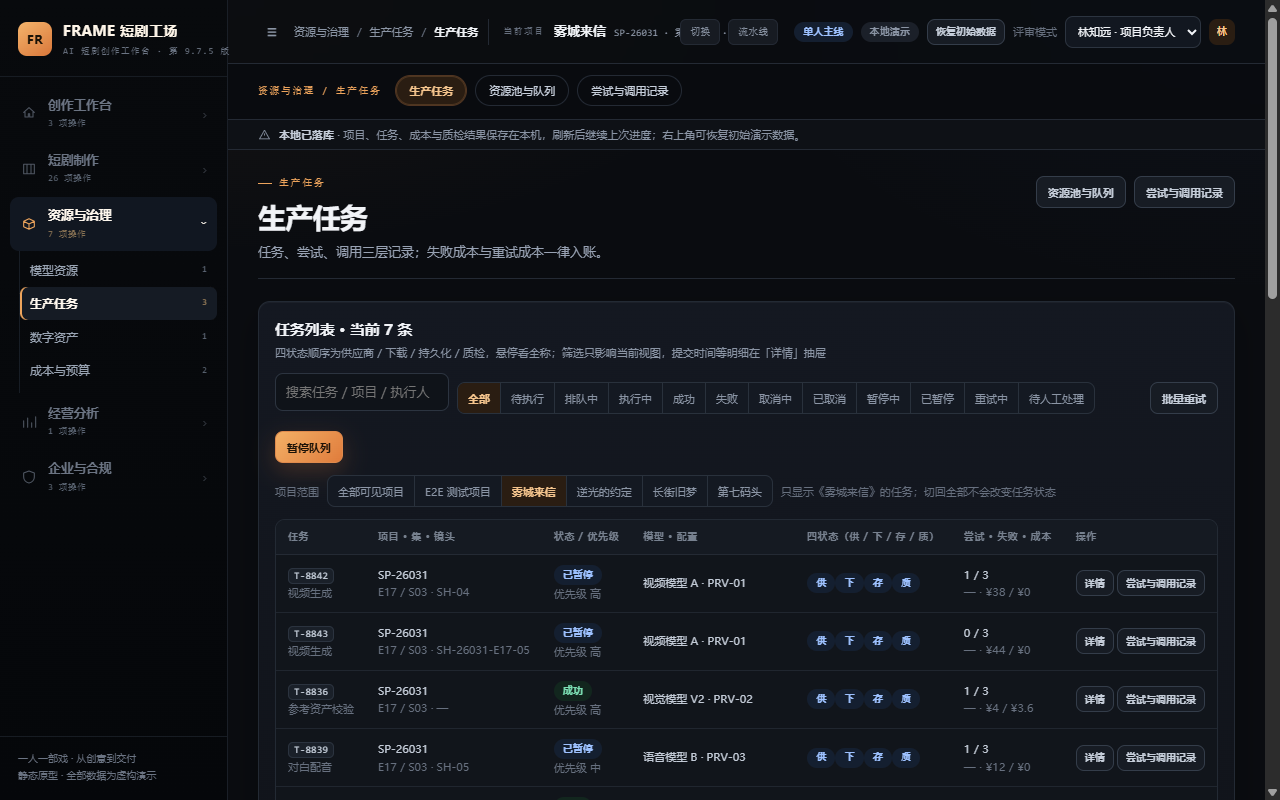 FR
FRAME 短剧工场
AI 短剧创作工作台 · 第 9.7.5 版
创作工作台
3 项操作
短剧制作
26 项操作
资源与治理
7 项操作
模型资源 1
生产任务 3
数字资产 1
成本与预算 2
经营分析
1 项操作
企业与合规
3 项操作
一人一部戏 · 从创意到交付
静态原型 · 全部数据为虚构演示
资源与治理 / 生产任务 / 生产任务
当前项目 雾城来信 SP-26031 ·
切换
流水线
单人主线
本地演示
恢复初始数据
评审模式
林知远 · 项目负责人
林
资源与治理 / 生产任务
生产任务
资源池与队列
尝试与调用记录
本地已落库 · 项目、任务、成本与质检结果保存在本机，刷新后继续上次进度；右上角可恢复初始演示数据。
— 生产任务
生产任务
任务、尝试、调用三层记录；失败成本与重试成本一律入账。
资源池与队列
尝试与调用记录
任务列表 • 当前 7 条
四状态顺序为供应商 / 下载 / 持久化 / 质检，悬停看全称；筛选只影响当前视图，提交时间等明细在「详情」抽屉
搜索任务 / 项目 / 执行人
全部 待执行 排队中 执行中 成功 失败 取消中 已取消 暂停中 已暂停 重试中 待人工处理
批量重试
暂停队列
项目范围 全部可见项目 E2E 测试项目 雾城来信 逆光的约定 长街旧梦 第七码头 只显示《雾城来信》的任务；切回全部不会改变任务状态
任务 项目 • 集 • 镜头 状态 / 优先级 模型 • 配置 四状态（供 / 下 / 存 / 质） 尝试 • 失败 • 成本 操作
T-8842 SP-26031 已暂停 视频模型 A · PRV-01 供 下 存 质 1 / 3 详情 尝试与调用记录
视频生成 E17 / S03 · SH-04 优先级 高 — · ¥38 / ¥0
T-8843 SP-26031 已暂停 视频模型 A · PRV-01 供 下 存 质 0 / 3 详情 尝试与调用记录
视频生成 E17 / S03 · SH-26031-E17-05 优先级 高 — · ¥44 / ¥0
T-8836 SP-26031 成功 视觉模型 V2 · PRV-02 供 下 存 质 1 / 3 详情 尝试与调用记录
参考资产校验 E17 / S03 · — 优先级 高 — · ¥4 / ¥3.6
T-8839 SP-26031 已暂停 语音模型 B · PRV-03 供 下 存 质 1 / 3 详情 尝试与调用记录
对白配音 E17 / S03 · SH-05 优先级 中 — · ¥12 / ¥0